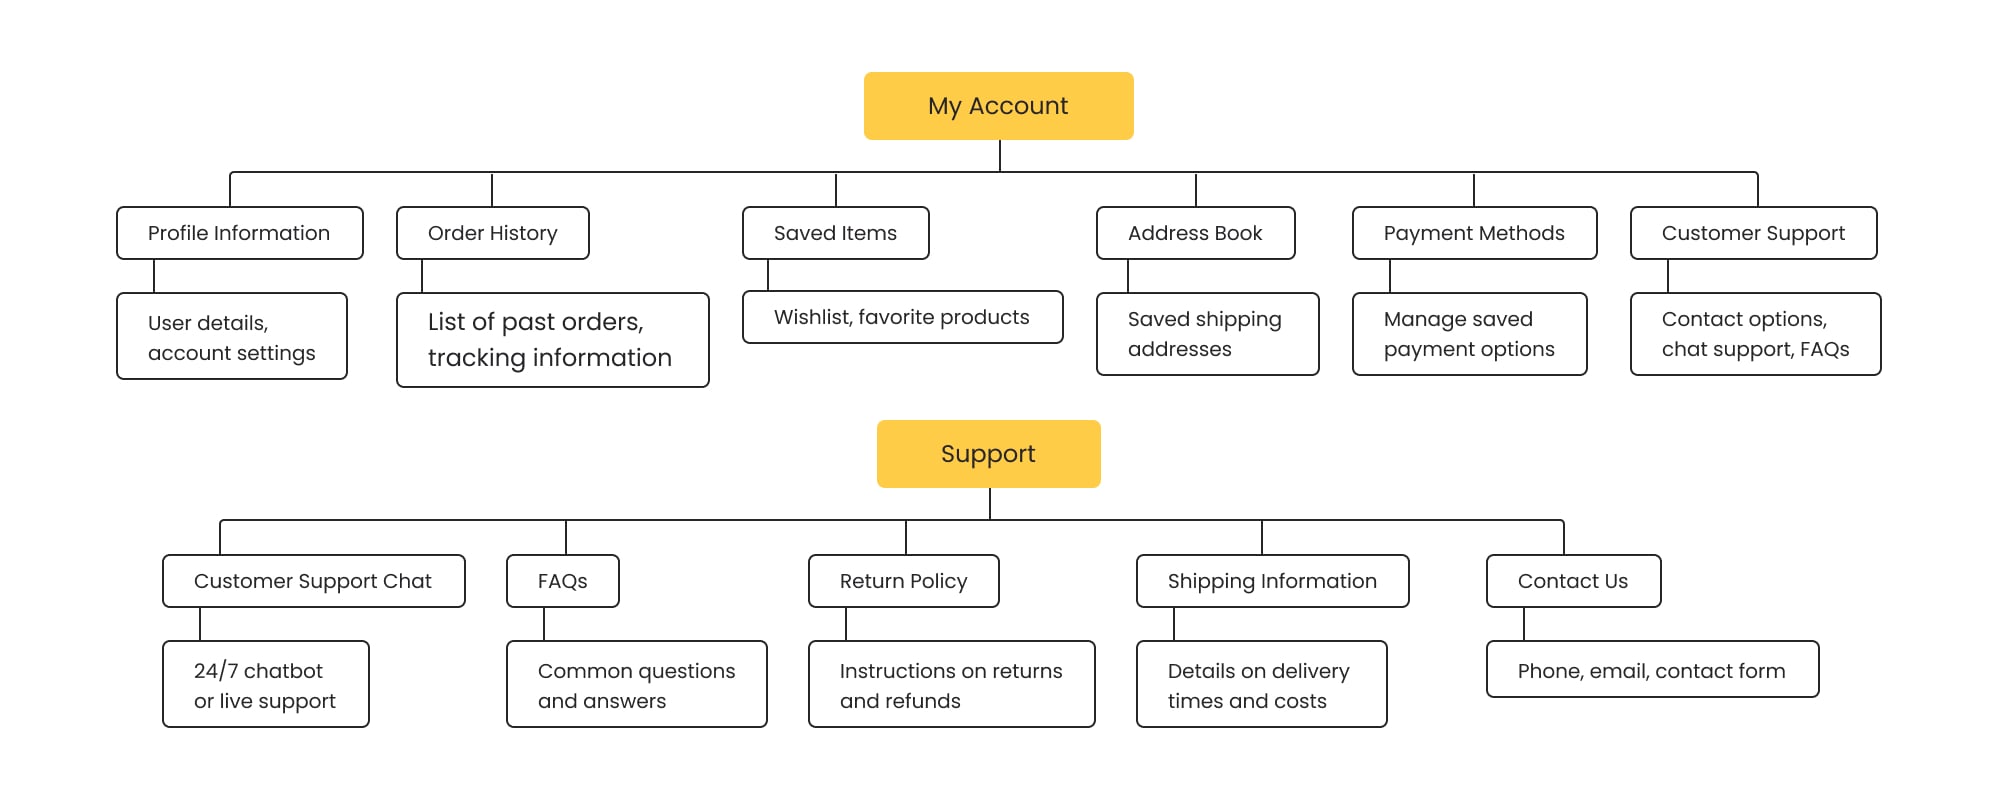 My Account
Profile Information
Order History
Saved Items
Address Book
Payment Methods
Customer Support
User details,
account settings
List of past orders,
tracking information
Wishlist, favorite products
Saved shipping
addresses
Manage saved
payment options
Contact options,
chat support, FAQs
Support
Customer Support Chat
FAQs
Return Policy
Shipping Information
Contact Us
24/7 chatbot
or live support
Common questions
and answers
Instructions on returns
and refunds
Details on delivery
times and costs
Phone, email, contact form